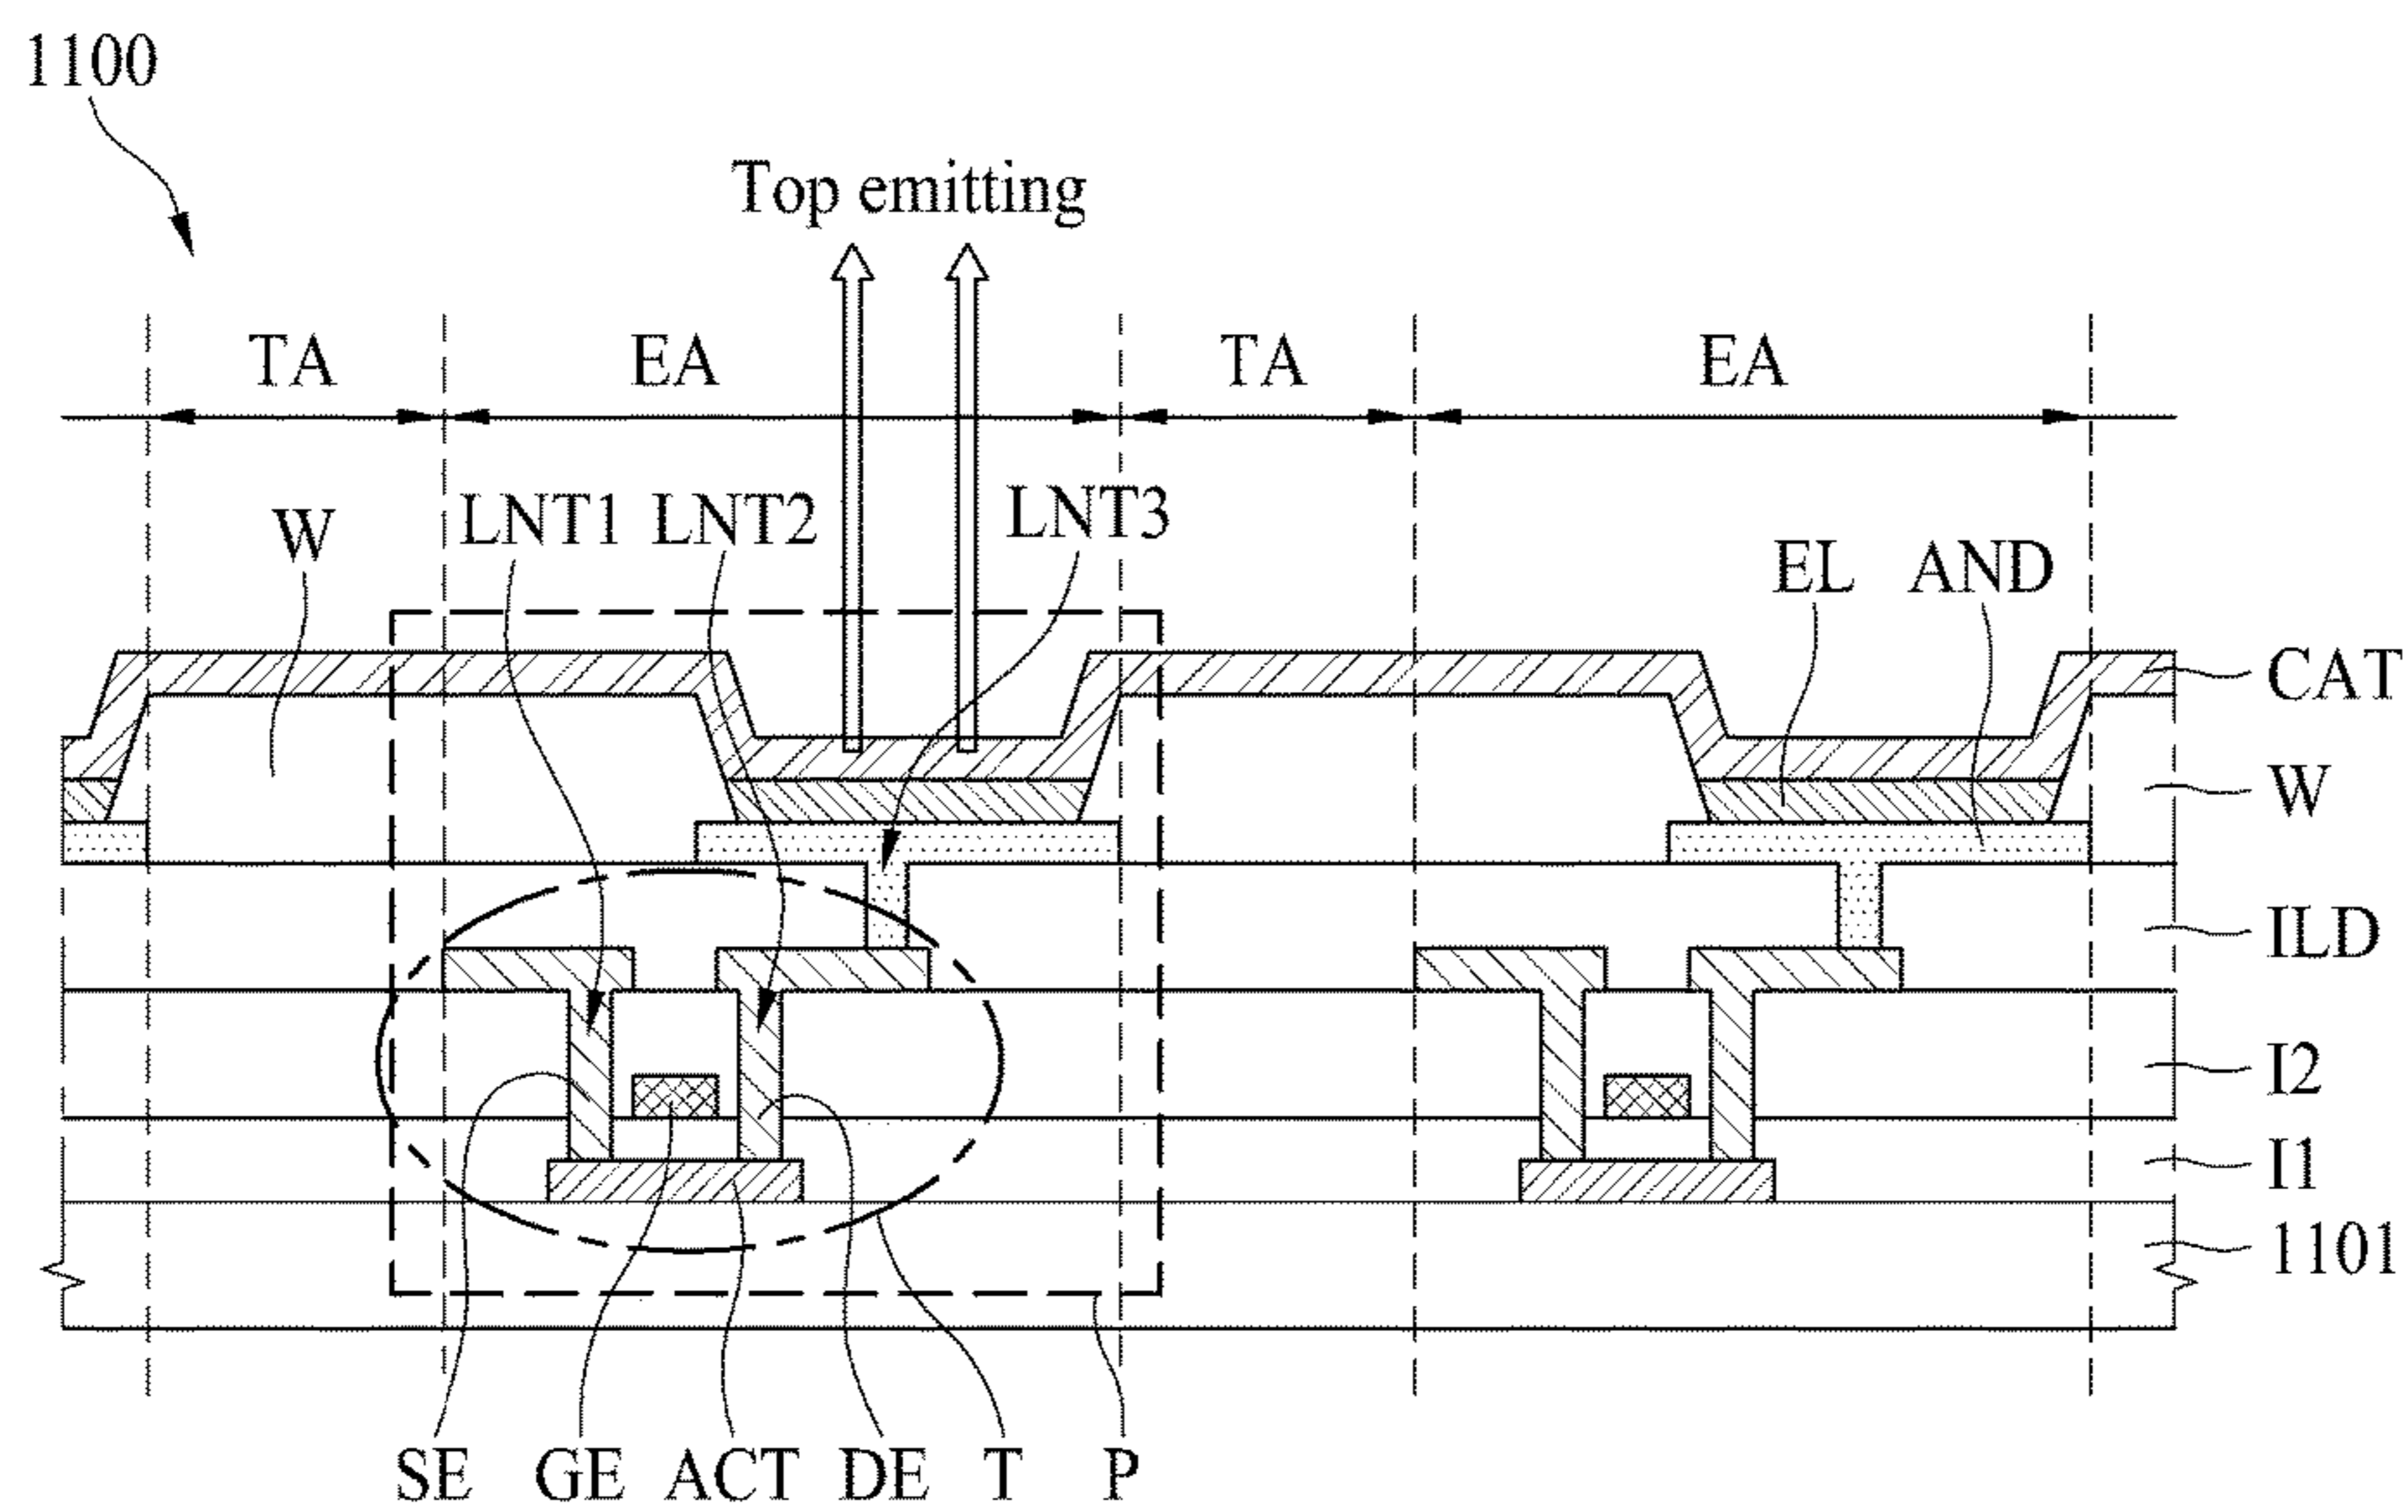 1100
Top emitting
TA EA TA EA
W LNT1 LNT2 LNT3 EL AND
CAT
W
ILD
I2
I1
1101
SE GE ACT DE T P